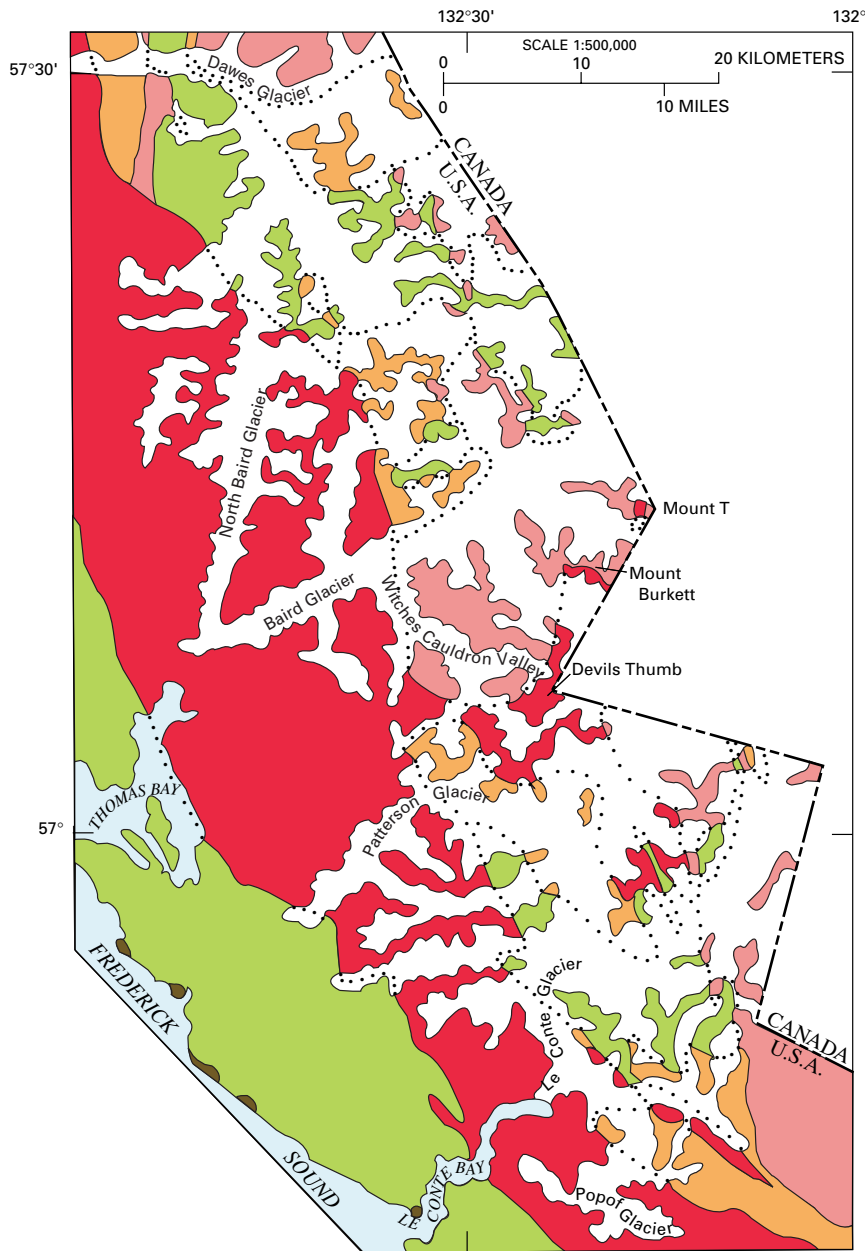 132°30'
132°
57°30'
SCALE 1:500,000
0 10 20 KILOMETERS
0 10 MILES
Dawes Glacier
CANADA
U.S.A.
North Baird Glacier
Mount T
Mount
Burkett
Baird Glacier
Witches Cauldron Valley
Devils Thumb
THOMAS BAY
Patterson Glacier
57°
FREDERICK
SOUND
Le Conte Glacier
CANADA
U.S.A.
LE CONTE BAY
Popof
Glacier